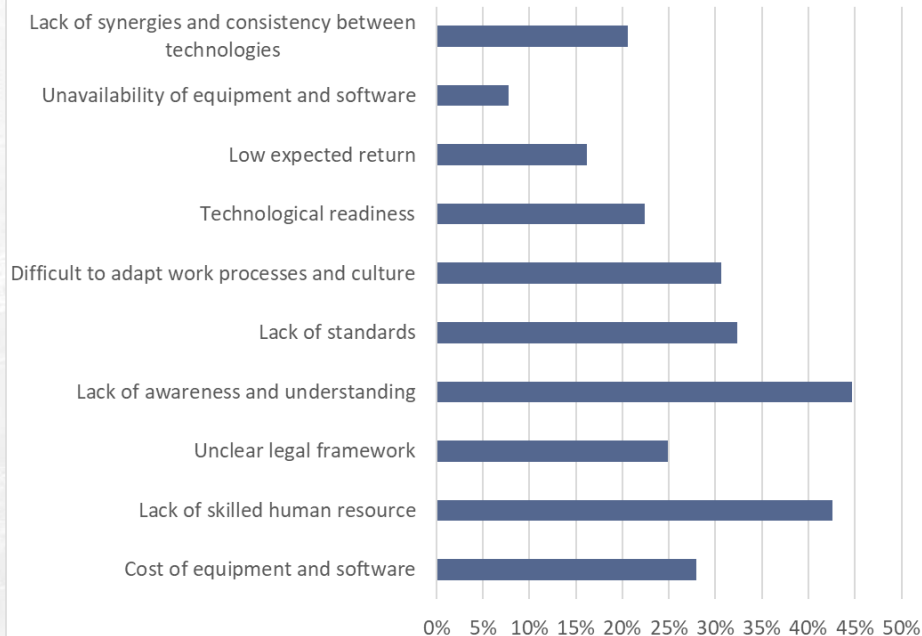 Lack of synergies and consistency between
technologies
Unavailability of equipment and software
Low expected return
Technological readiness
Difficult to adapt work processes and culture
Lack of standards
Lack of awareness and understanding
Unclear legal framework
Lack of skilled human resource
Cost of equipment and software
0% 5% 10% 15% 20% 25% 30% 35% 40% 45% 50%